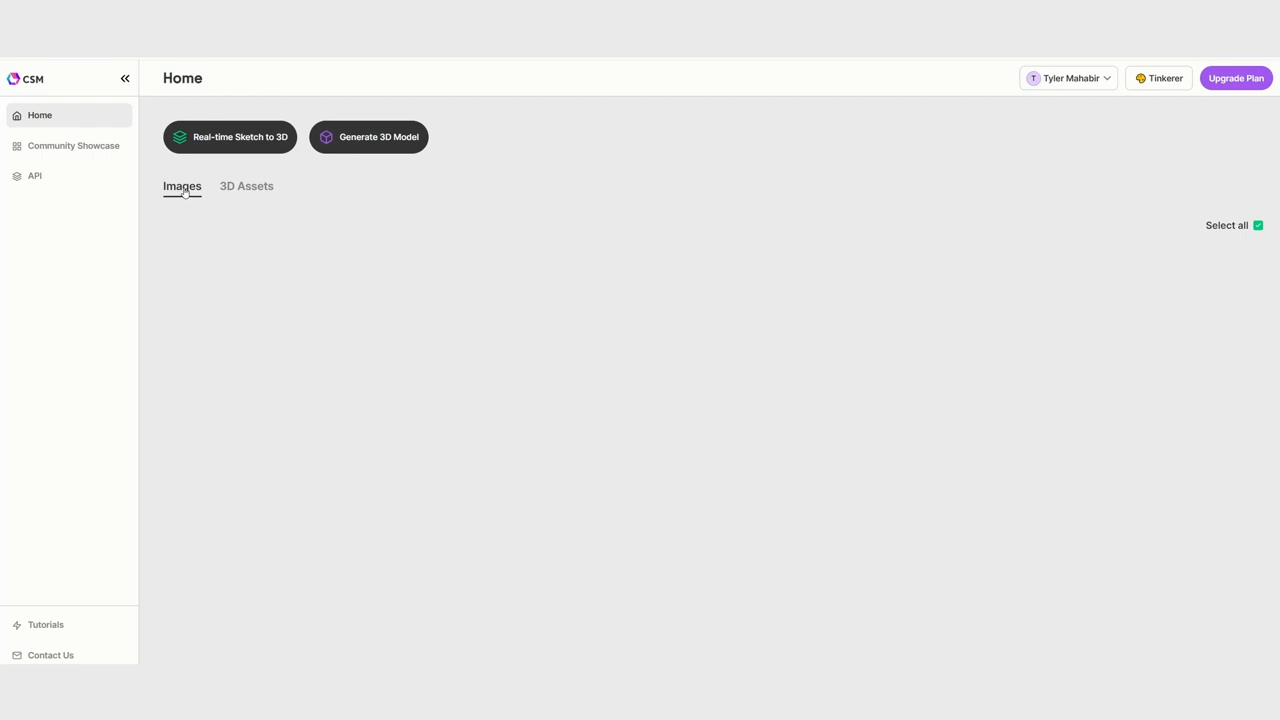 CSM
Home
Tyler Mahabir
Tinkerer
Upgrade Plan
Home
Community Showcase
API
Real-time Sketch to 3D
Generate 3D Model
Images
3D Assets
Select all
Tutorials
Contact Us